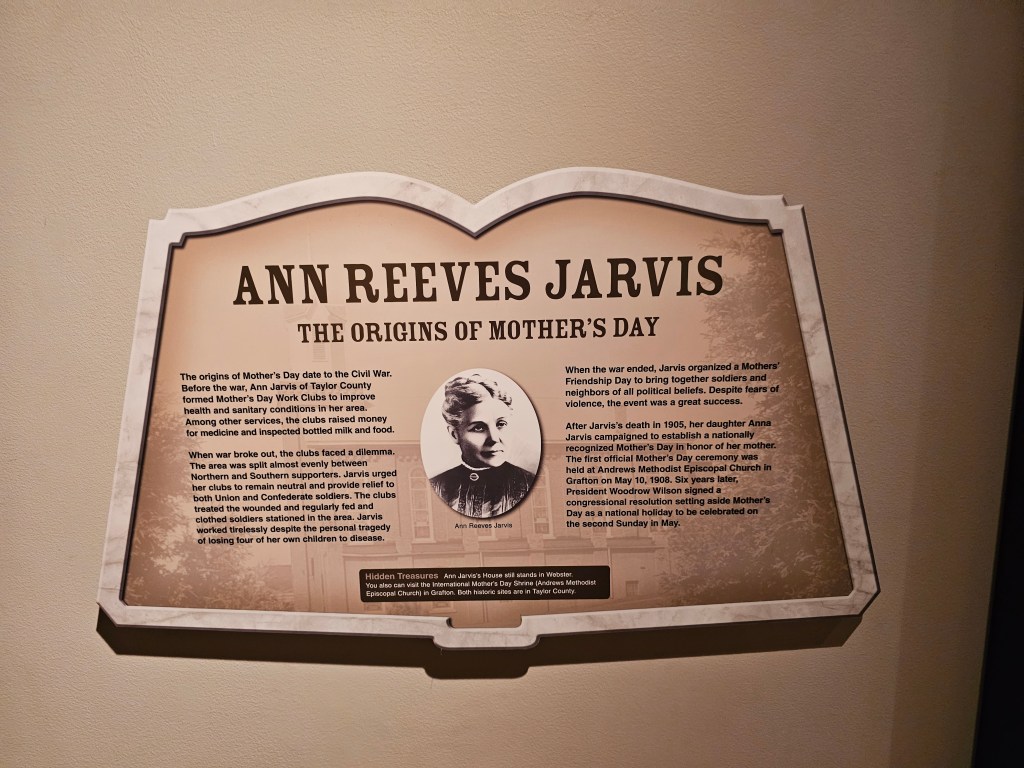 ANN REEVES JARVIS
THE ORIGINS OF MOTHER'S DAY
The origins of Mother's Day date to the Civil War.
Before the war, Ann Jarvis of Taylor County
formed Mother's Day Work Clubs to improve
health and sanitary conditions in her area.
Among other services, the clubs raised money
for medicine and inspected bottled milk and food.
When war broke out, the clubs faced a dilemma.
The area was split almost evenly between
Northern and Southern supporters. Jarvis urged
her clubs to remain neutral and provide relief to
both Union and Confederate soldiers. The clubs
treated the wounded and regularly fed and
clothed soldiers stationed in the area. Jarvis
worked tirelessly despite the personal tragedy
of losing four of her own children to disease.
Ann Reeves Jarvis
When the war ended, Jarvis organized a Mothers'
Friendship Day to bring together soldiers and
neighbors of all political beliefs. Despite fears of
violence, the event was a great success.
After Jarvis's death in 1905, her daughter Anna
Jarvis campaigned to establish a nationally
recognized Mother's Day in honor of her mother.
The first official Mother's Day ceremony was
held at Andrews Methodist Episcopal Church in
Grafton on May 10, 1908. Six years later,
President Woodrow Wilson signed a
congressional resolution setting aside Mother's
Day as a national holiday to be celebrated on
the second Sunday in May.
Hidden Treasures Ann Jarvis's House still stands in Webster.
You also can visit the International Mother's Day Shrine (Andrews Methodist
Episcopal Church) in Grafton. Both historic sites are in Taylor County.